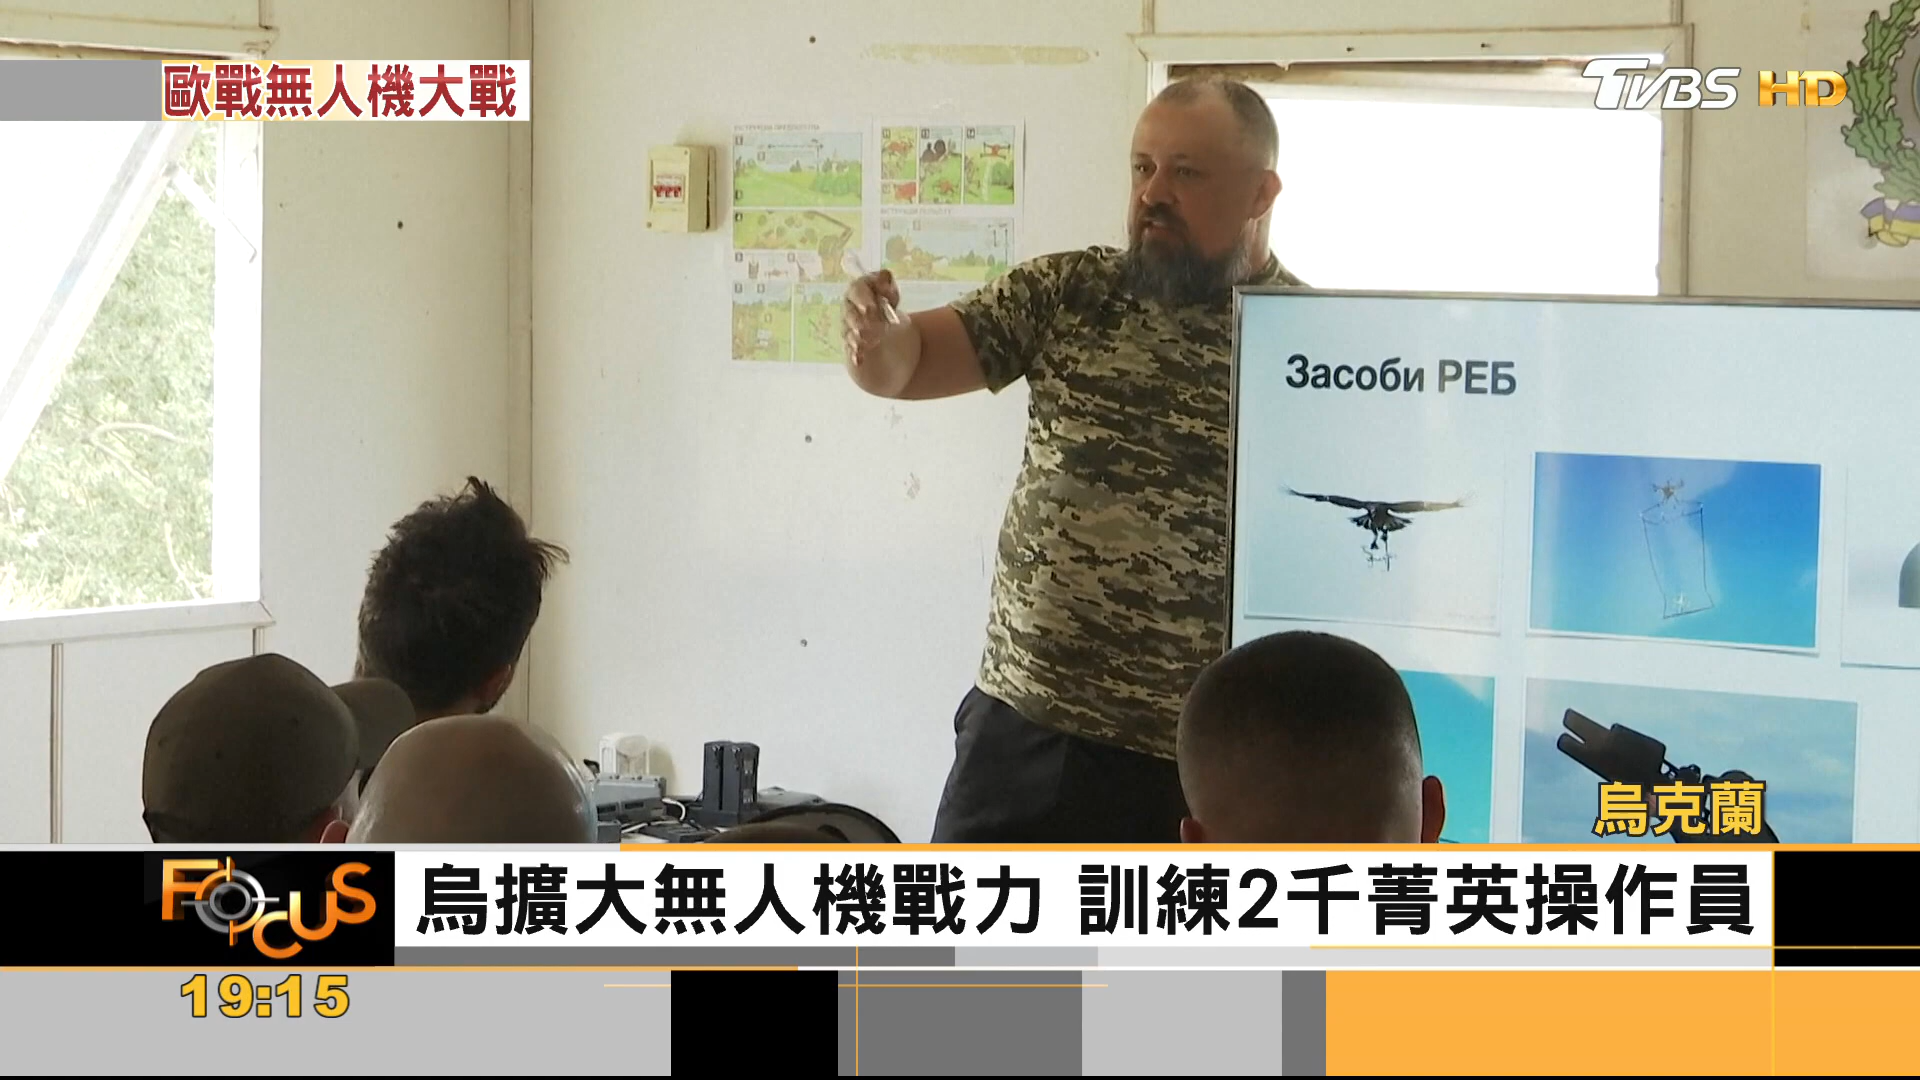 歐戰無人機大戰
TVBS HD
Засоби РЕБ
烏克蘭
FOCUS
烏擴大無人機戰力 訓練2千菁英操作員
19:15